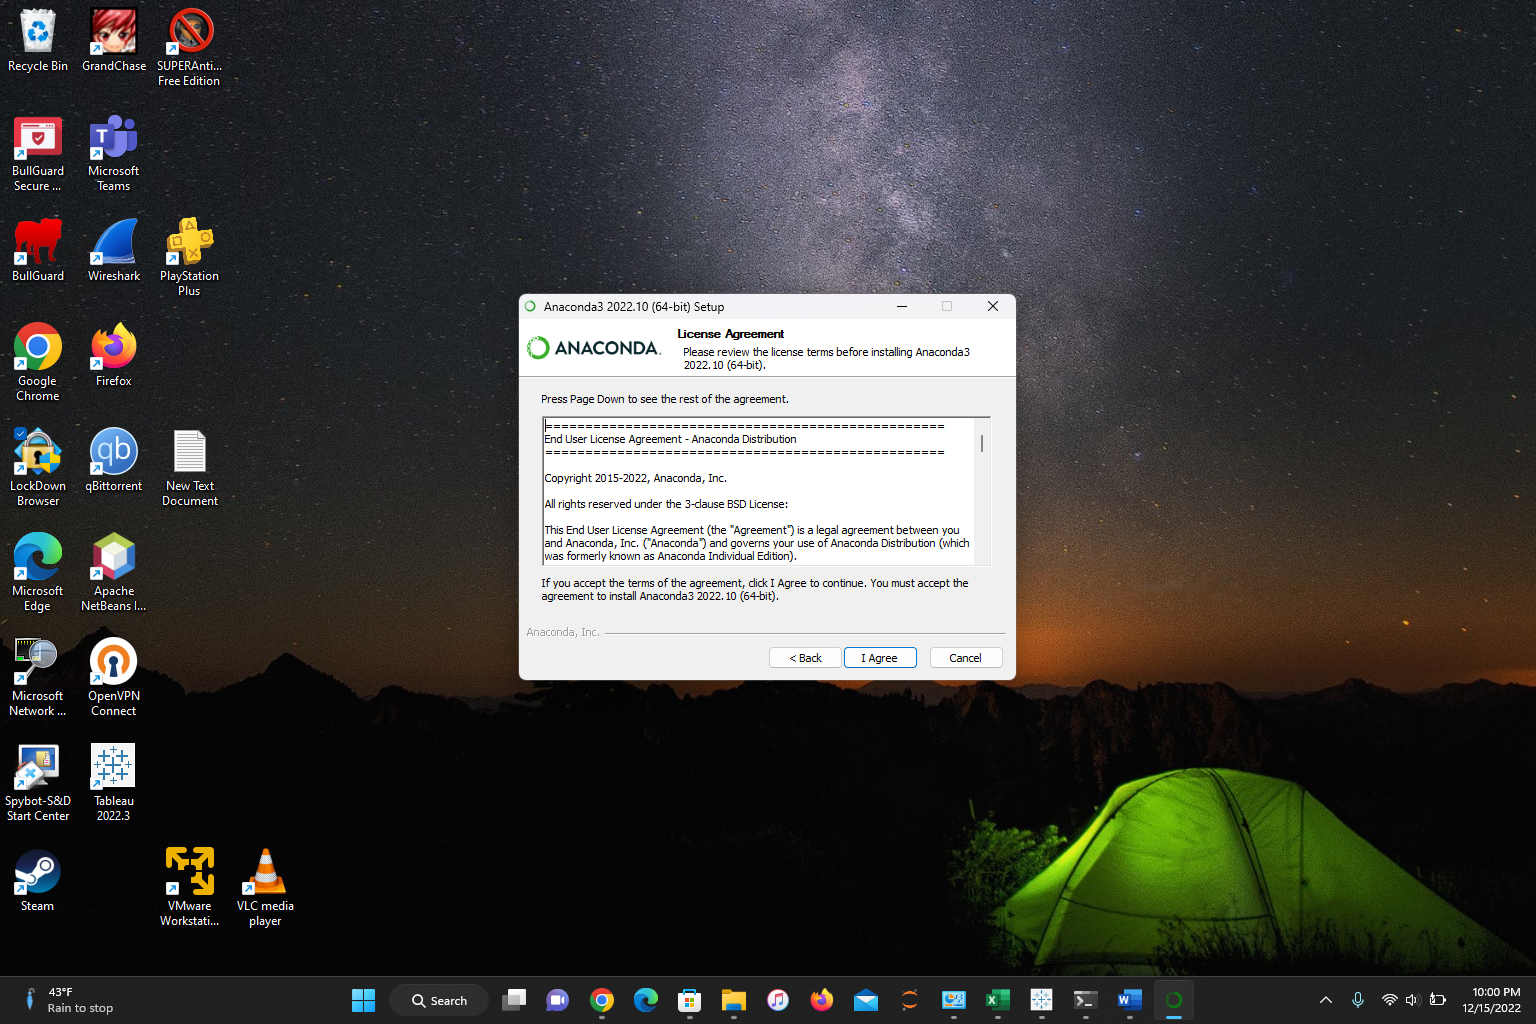 Recycle Bin
GrandChase
SUPERAnti...
Free Edition
BullGuard
Secure ...
Microsoft
Teams
BullGuard
Wireshark
PlayStation
Plus
Google
Chrome
Firefox
LockDown
Browser
qBittorrent
New Text
Document
Microsoft
Edge
Apache
NetBeans I...
Microsoft
Network ...
OpenVPN
Connect
Spybot-S&D
Start Center
Tableau
2022.3
Steam
VMware
Workstati...
VLC media
player
Anaconda3 2022.10 (64-bit) Setup
ANACONDA.
License Agreement
Please review the license terms before installing Anaconda3
2022.10 (64-bit).
Press Page Down to see the rest of the agreement.
==================================================
End User License Agreement - Anaconda Distribution
==================================================
Copyright 2015-2022, Anaconda, Inc.
All rights reserved under the 3-clause BSD License:
This End User License Agreement (the "Agreement") is a legal agreement between you
and Anaconda, Inc. ("Anaconda") and governs your use of Anaconda Distribution (which
was formerly known as Anaconda Individual Edition).
If you accept the terms of the agreement, click I Agree to continue. You must accept the
agreement to install Anaconda3 2022.10 (64-bit).
Anaconda, Inc.
< Back
I Agree
Cancel
43°F
Rain to stop
Search
10:00 PM
12/15/2022